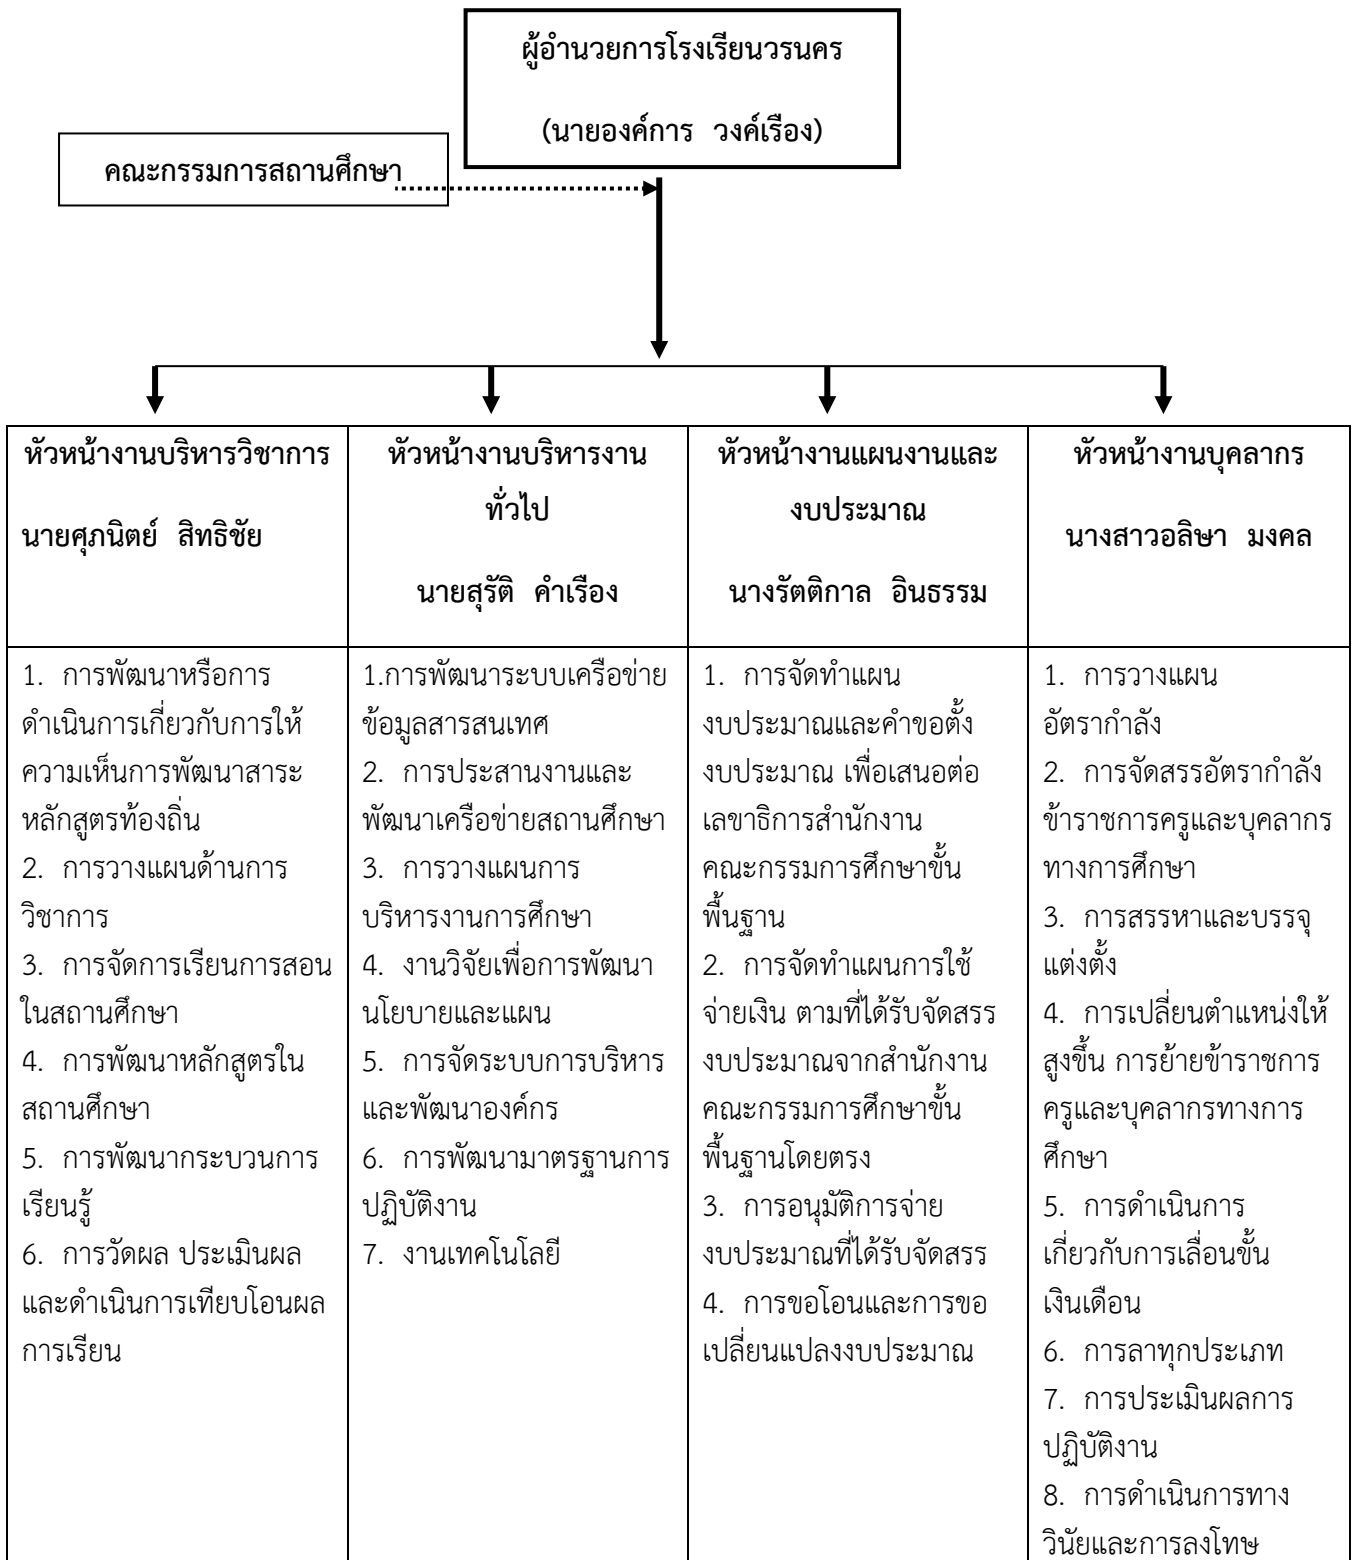 ผู้อำนวยการโรงเรียนวรนคร
(นายองค์การ วงค์เรือง)
คณะกรรมการสถานศึกษา
หัวหน้างานบริหารวิชาการ
นายศุภนิตย์ สิทธิชัย
หัวหน้างานบริหารงาน
ทั่วไป
นายสุรัติ คำเรือง
หัวหน้างานแผนงานและ
งบประมาณ
นางรัตติกาล อินธรรม
หัวหน้างานบุคลากร
นางสาวอลิษา มงคล
1. การพัฒนาหรือการ
ดำเนินการเกี่ยวกับการให้
ความเห็นการพัฒนาสาระ
หลักสูตรท้องถิ่น
2. การวางแผนด้านการ
วิชาการ
3. การจัดการเรียนการสอน
ในสถานศึกษา
4. การพัฒนาหลักสูตรใน
สถานศึกษา
5. การพัฒนากระบวนการ
เรียนรู้
6. การวัดผล ประเมินผล
และดำเนินการเทียบโอนผล
การเรียน
1.การพัฒนาระบบเครือข่าย
ข้อมูลสารสนเทศ
2. การประสานงานและ
พัฒนาเครือข่ายสถานศึกษา
3. การวางแผนการ
บริหารงานการศึกษา
4. งานวิจัยเพื่อการพัฒนา
นโยบายและแผน
5. การจัดระบบการบริหาร
และพัฒนาองค์กร
6. การพัฒนามาตรฐานการ
ปฏิบัติงาน
7. งานเทคโนโลยี
1. การจัดทำแผน
งบประมาณและคำขอตั้ง
งบประมาณ เพื่อเสนอต่อ
เลขาธิการสำนักงาน
คณะกรรมการศึกษาขั้น
พื้นฐาน
2. การจัดทำแผนการใช้
จ่ายเงิน ตามที่ได้รับจัดสรร
งบประมาณจากสำนักงาน
คณะกรรมการศึกษาขั้น
พื้นฐานโดยตรง
3. การอนุมัติการจ่าย
งบประมาณที่ได้รับจัดสรร
4. การขอโอนและการขอ
เปลี่ยนแปลงงบประมาณ
1. การวางแผน
อัตรากำลัง
2. การจัดสรรอัตรากำลัง
ข้าราชการครูและบุคลากร
ทางการศึกษา
3. การสรรหาและบรรจุ
แต่งตั้ง
4. การเปลี่ยนตำแหน่งให้
สูงขึ้น การย้ายข้าราชการ
ครูและบุคลากรทางการ
ศึกษา
5. การดำเนินการ
เกี่ยวกับการเลื่อนขั้น
เงินเดือน
6. การลาทุกประเภท
7. การประเมินผลการ
ปฏิบัติงาน
8. การดำเนินการทาง
วินัยและการลงโทษ